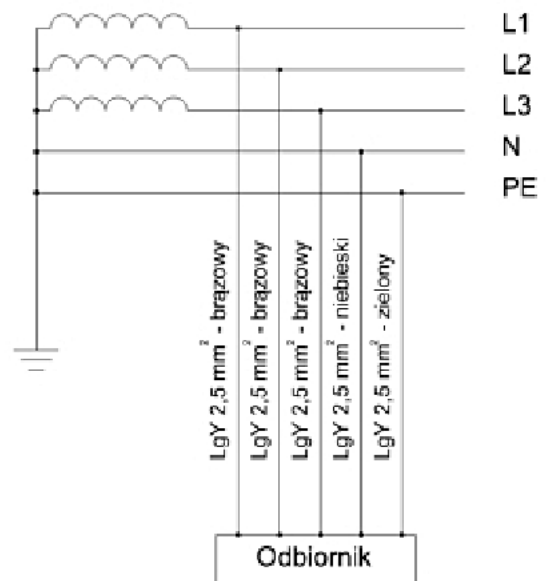 L1
L2
L3
N
PE
LgY 2,5 mm² - brązowy
LgY 2,5 mm² - brązowy
LgY 2,5 mm² - brązowy
LgY 2,5 mm² - niebieski
LgY 2,5 mm² - zielony
Odbiornik